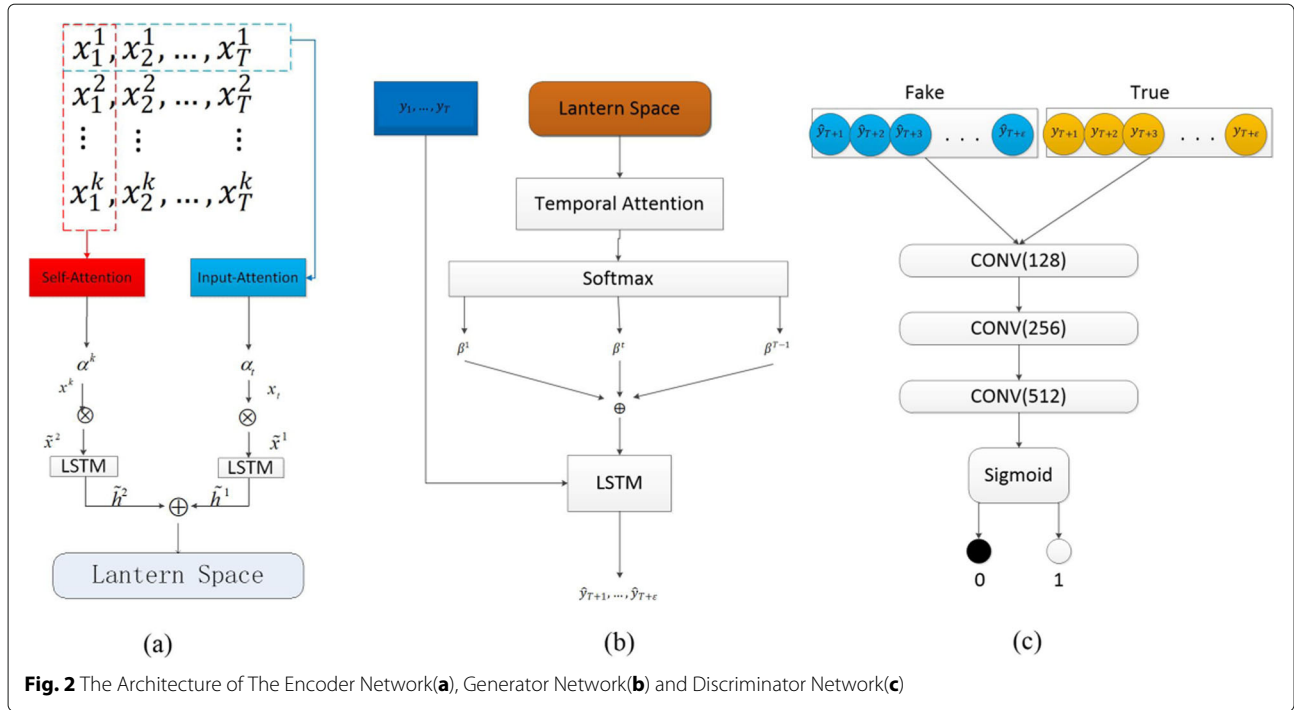 x_1^1, x_2^1, ..., x_T^1
x_1^2, x_2^2, ..., x_T^2
⋮ ⋮ ⋮
x_1^k, x_2^k, ..., x_T^k
Self-Attention
Input-Attention
α^k
α_t
x^k
x_t
⊗
⊗
x̃^2
x̃^1
LSTM
LSTM
h̃^2
⊕
h̃^1
Lantern Space
(a)
y_1, ..., y_T
Lantern Space
Temporal Attention
Softmax
β^1
β^t
β^{T-1}
⊕
LSTM
ŷ_{T+1}, ..., ŷ_{T+ε}
(b)
Fake
True
ŷ_{T+1} ŷ_{T+2} ŷ_{T+3} . . . ŷ_{T+ε}
y_{T+1} y_{T+2} y_{T+3} . . . y_{T+ε}
CONV(128)
CONV(256)
CONV(512)
Sigmoid
0
1
(c)
Fig. 2 The Architecture of The Encoder Network(a), Generator Network(b) and Discriminator Network(c)